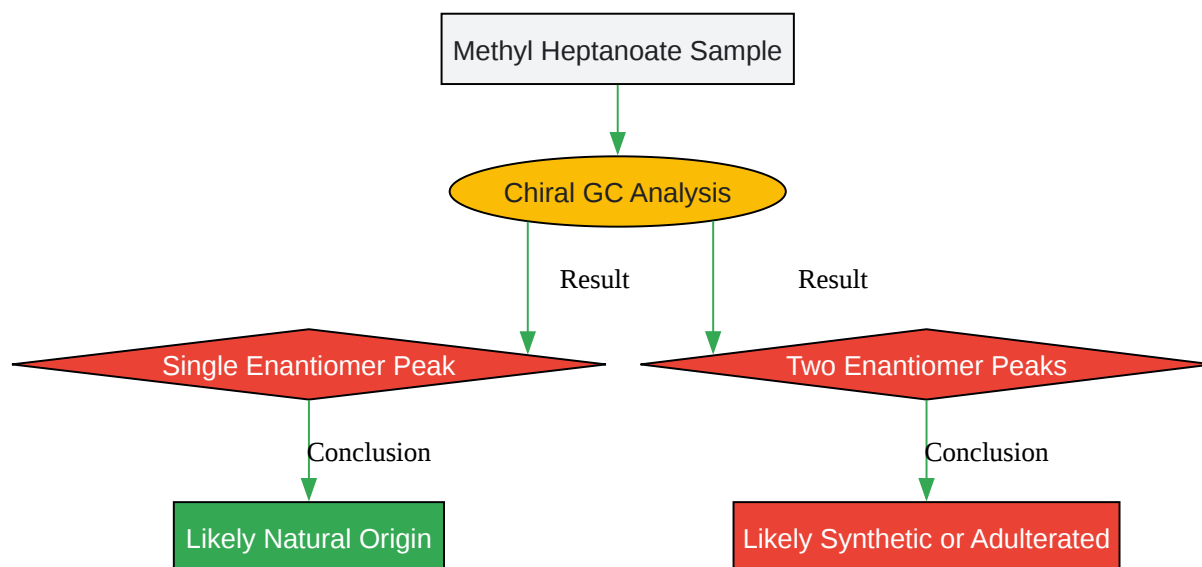 Methyl Heptanoate Sample
Chiral GC Analysis
Result
Result
Single Enantiomer Peak
Two Enantiomer Peaks
Conclusion
Conclusion
Likely Natural Origin
Likely Synthetic or Adulterated